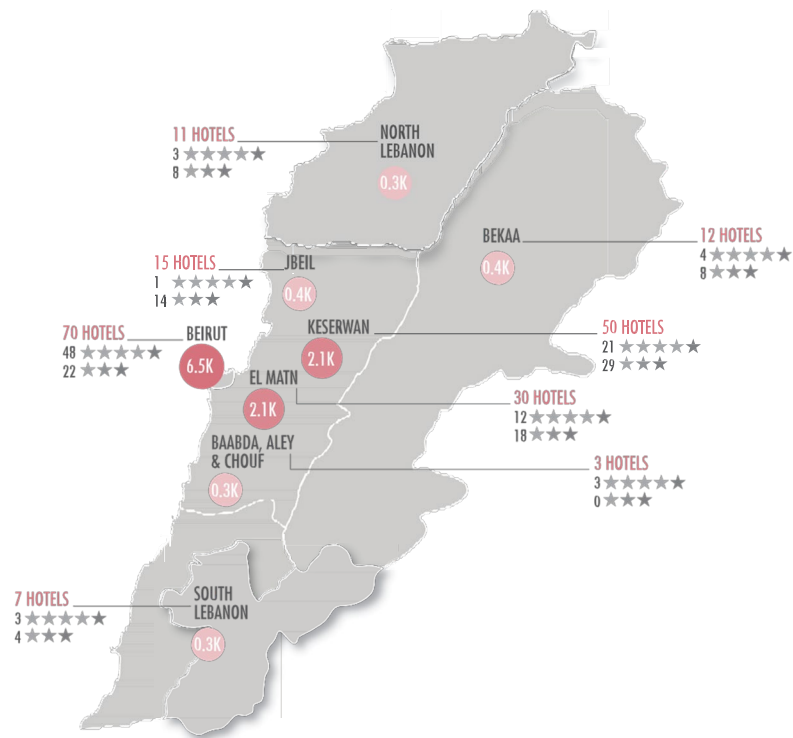 11 HOTELS
3 ★★★★★
8 ★★★
NORTH
LEBANON
0.3K
BEKAA
0.4K
12 HOTELS
4 ★★★★★
8 ★★★
15 HOTELS
1 ★★★★★
14 ★★★
JBEIL
0.4K
70 HOTELS
48 ★★★★★
22 ★★★
BEIRUT
6.5K
KESERWAN
2.1K
50 HOTELS
21 ★★★★★
29 ★★★
EL MATN
2.1K
30 HOTELS
12 ★★★★★
18 ★★★
BAABDA, ALEY
& CHOUF
0.3K
3 HOTELS
3 ★★★★★
0 ★★★
7 HOTELS
3 ★★★★★
4 ★★★
SOUTH
LEBANON
0.3K